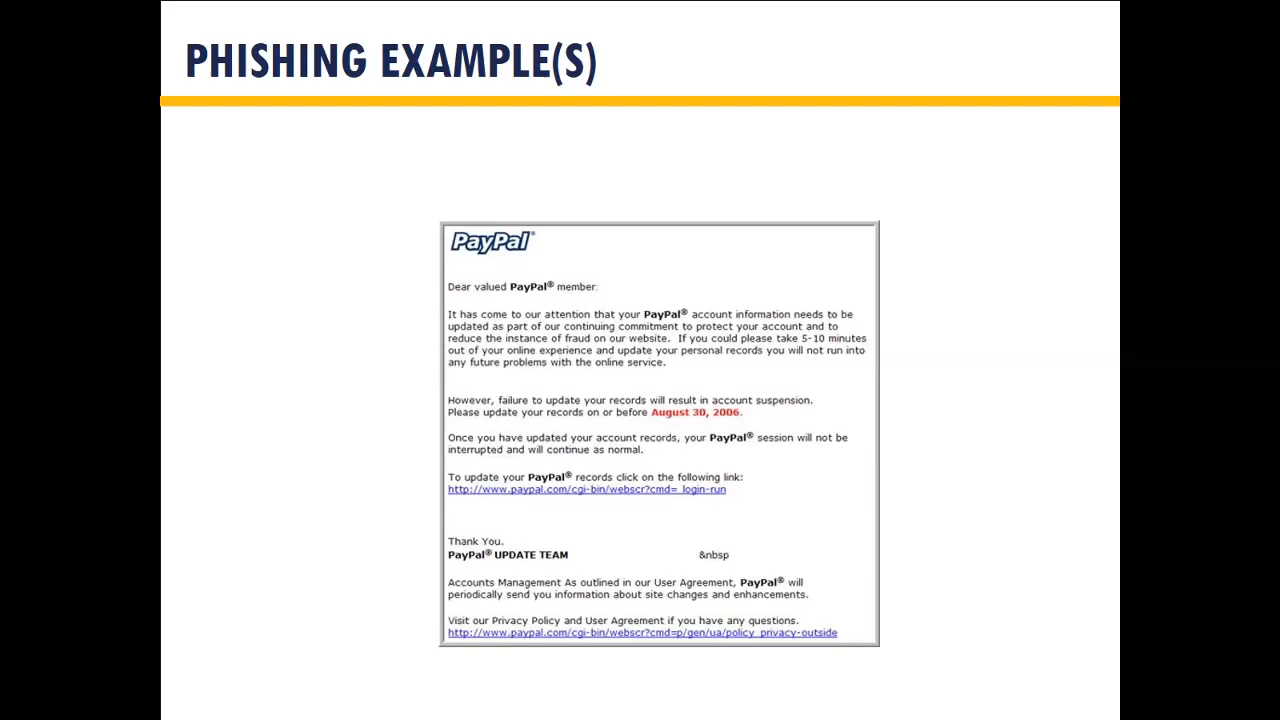 PHISHING EXAMPLE(S)
PayPal®
Dear valued PayPal® member:
It has come to our attention that your PayPal® account information needs to be
updated as part of our continuing commitment to protect your account and to
reduce the instance of fraud on our website. If you could please take 5-10 minutes
out of your online experience and update your personal records you will not run into
any future problems with the online service.
However, failure to update your records will result in account suspension.
Please update your records on or before August 30, 2006.
Once you have updated your account records, your PayPal® session will not be
interrupted and will continue as normal.
To update your PayPal® records click on the following link:
http://www.paypal.com/cgi-bin/webscr?cmd=_login-run
Thank You.
PayPal® UPDATE TEAM &nbsp
Accounts Management As outlined in our User Agreement, PayPal® will
periodically send you information about site changes and enhancements.
Visit our Privacy Policy and User Agreement if you have any questions.
http://www.paypal.com/cgi-bin/webscr?cmd=p/gen/ua/policy_privacy-outside